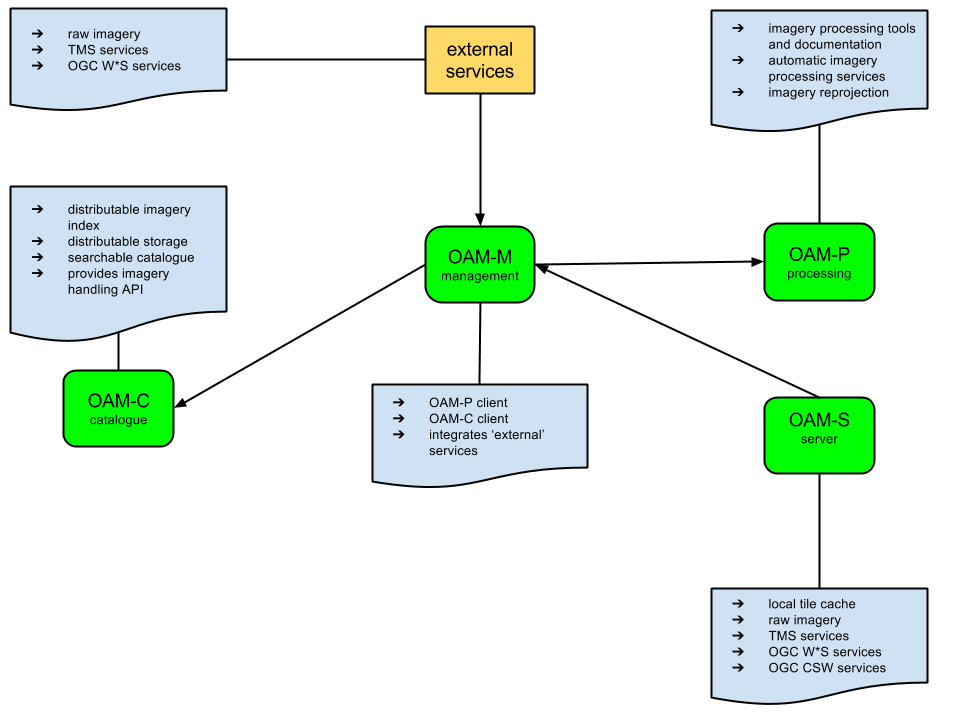 ➔ raw imagery
➔ TMS services
➔ OGC W*S services
external
services
➔ imagery processing tools
and documentation
➔ automatic imagery
processing services
➔ imagery reprojection
➔ distributable imagery
index
➔ distributable storage
➔ searchable catalogue
➔ provides imagery
handling API
OAM-M
management
OAM-P
processing
OAM-C
catalogue
➔ OAM-P client
➔ OAM-C client
➔ integrates ‘external’
services
OAM-S
server
➔ local tile cache
➔ raw imagery
➔ TMS services
➔ OGC W*S services
➔ OGC CSW services